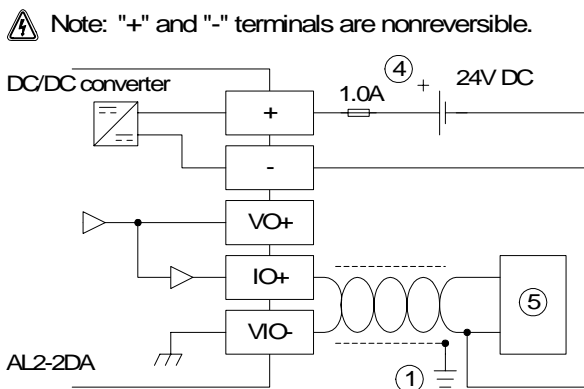 Note: "+" and "-" terminals are nonreversible.
DC/DC converter
④
+
24V DC
1.0A
+
-
VO+
IO+
⑤
VIO-
AL2-2DA
①